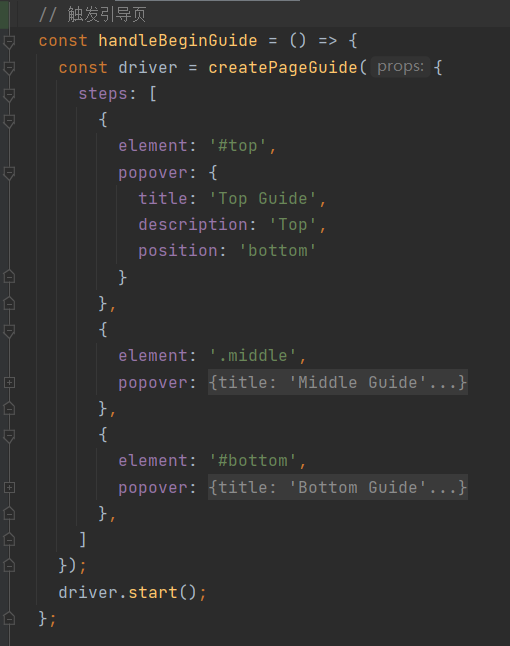 // 触发引导页
const handleBeginGuide = () => {
const driver = createPageGuide( props: {
steps: [
{
element: '#top',
popover: {
title: 'Top Guide',
description: 'Top',
position: 'bottom'
}
},
{
element: '.middle',
popover: {title: 'Middle Guide'...}
},
{
element: '#bottom',
popover: {title: 'Bottom Guide'...}
},
]
});
driver.start();
};